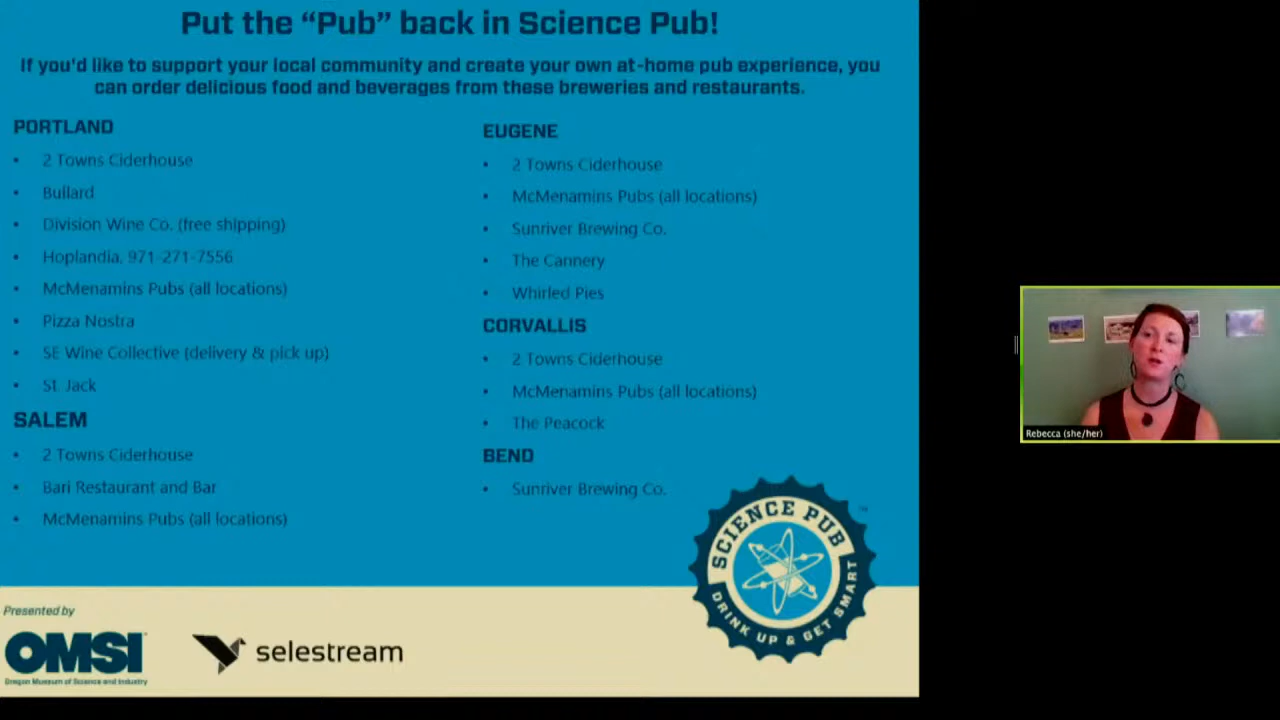 Put the “Pub” back in Science Pub!
If you'd like to support your local community and create your own at-home pub experience, you
can order delicious food and beverages from these breweries and restaurants.
PORTLAND
• 2 Towns Ciderhouse
• Bullard
• Division Wine Co. (free shipping)
• Hoplandia, 971-271-7556
• McMenamins Pubs (all locations)
• Pizza Nostra
• SE Wine Collective (delivery & pick up)
• St. Jack
SALEM
• 2 Towns Ciderhouse
• Bari Restaurant and Bar
• McMenamins Pubs (all locations)
EUGENE
• 2 Towns Ciderhouse
• McMenamins Pubs (all locations)
• Sunriver Brewing Co.
• The Cannery
• Whirled Pies
CORVALLIS
• 2 Towns Ciderhouse
• McMenamins Pubs (all locations)
• The Peacock
BEND
• Sunriver Brewing Co.
SCIENCE PUB
DRINK UP & GET SMART
TM
Presented by
OMSI
Oregon Museum of Science and Industry
selestream
Rebecca (she/her)